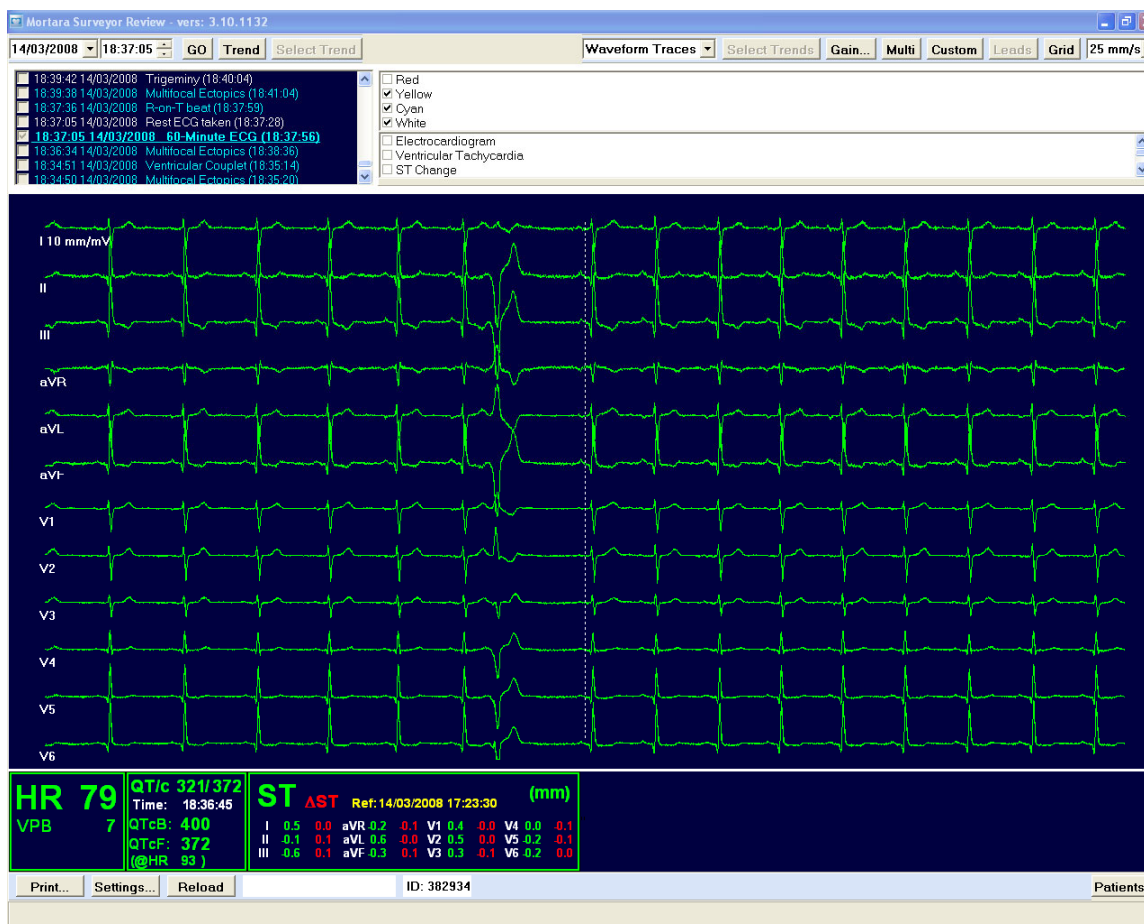 Mortara Surveyor Review - vers: 3.10.1132
14/03/2008 18:37:05 GO Trend Select Trend Waveform Traces Select Trends Gain... Multi Custom Leads Grid 25 mm/s
18:39:42 14/03/2008 Trigeminy (18:40:04)
18:39:38 14/03/2008 Multifocal Ectopics (18:41:04)
18:37:36 14/03/2008 R-on-T beat (18:37:59)
18:37:05 14/03/2008 Rest ECG taken (18:37:28)
18:37:05 14/03/2008 60-Minute ECG (18:37:56)
18:36:34 14/03/2008 Multifocal Ectopics (18:38:36)
18:34:51 14/03/2008 Ventricular Couplet (18:35:14)
18:34:50 14/03/2008 Multifocal Ectopics (18:35:20)
Red
Yellow
Cyan
White
Electrocardiogram
Ventricular Tachycardia
ST Change
I 10 mm/mV
II
III
aVR
aVL
aVF
V1
V2
V3
V4
V5
V6
HR 79
VPB 7
QT/c 321/372
Time: 18:36:45
QTcB: 400
QTcF: 372
(@HR 93 )
ST ΔST Ref:14/03/2008 17:23:30 (mm)
I 0.5 0.0 aVR-0.2 -0.1 V1 0.4 -0.0 V4 0.0 -0.1
II -0.1 0.1 aVL 0.6 -0.0 V2 0.5 0.0 V5-0.2 -0.1
III -0.6 0.1 aVF-0.3 0.1 V3 0.3 -0.1 V6-0.2 0.0
Print... Settings... Reload ID: 382934 Patients